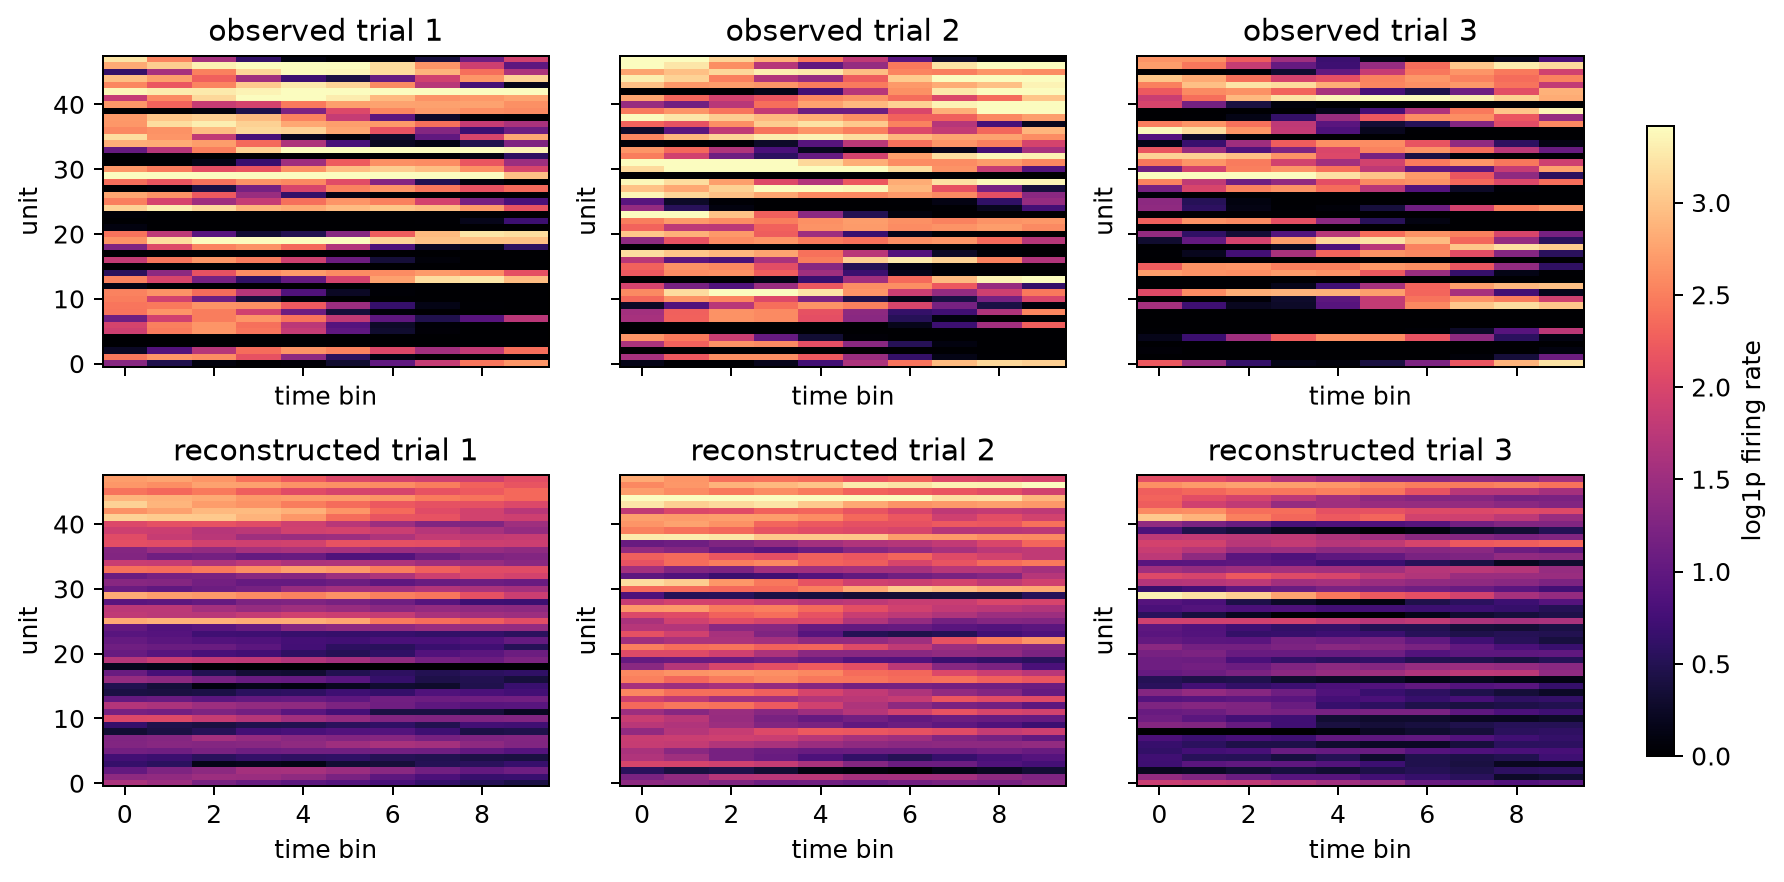 observed trial 1
observed trial 2
observed trial 3
40
30
20
10
0
unit
unit
unit
time bin
time bin
time bin
3.0
2.5
2.0
1.5
1.0
0.5
0.0
log1p firing rate
reconstructed trial 1
reconstructed trial 2
reconstructed trial 3
40
30
20
10
0
unit
unit
unit
0 2 4 6 8
0 2 4 6 8
0 2 4 6 8
time bin
time bin
time bin